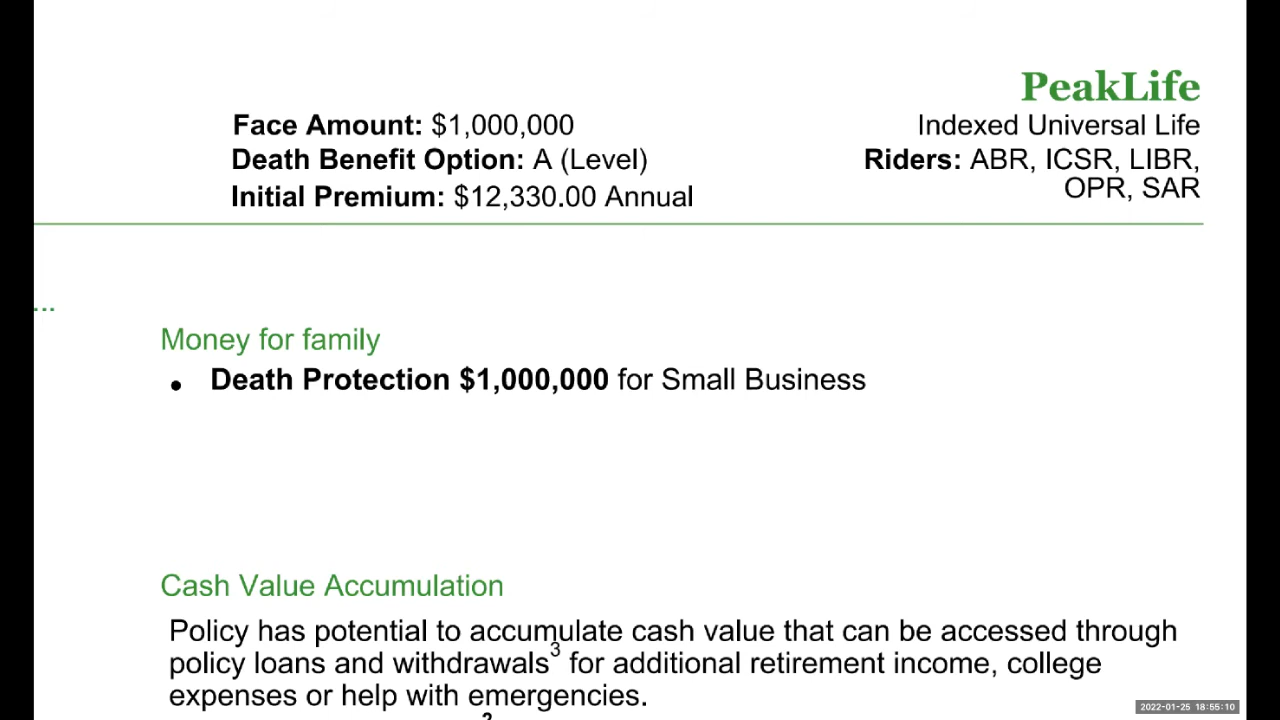 PeakLife
Face Amount: $1,000,000
Indexed Universal Life
Death Benefit Option: A (Level)
Riders: ABR, ICSR, LIBR,
OPR, SAR
Initial Premium: $12,330.00 Annual
...
Money for family
• Death Protection $1,000,000 for Small Business
Cash Value Accumulation
Policy has potential to accumulate cash value that can be accessed through
policy loans and withdrawals³ for additional retirement income, college
expenses or help with emergencies.
2
2022-01-25 18:55:10